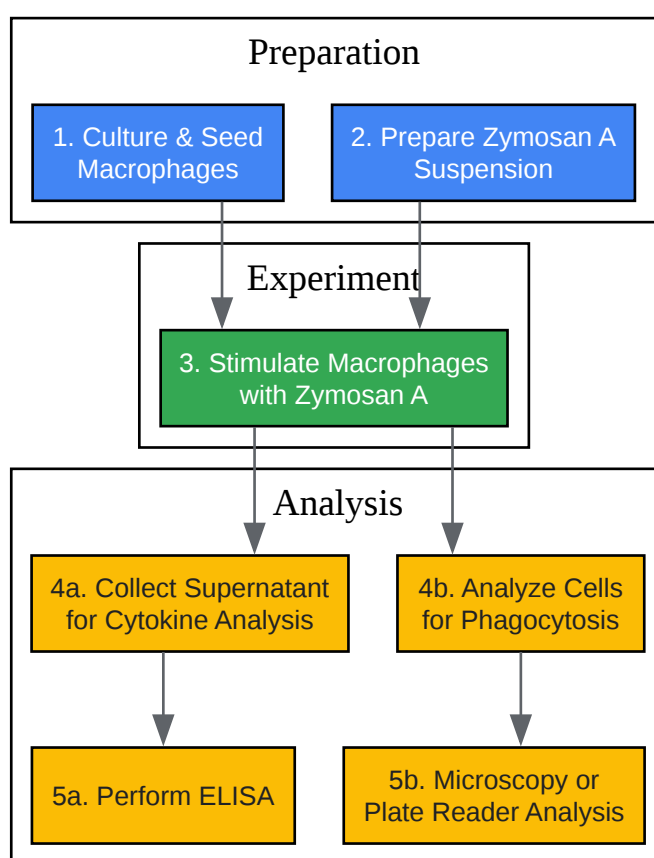 Preparation
1. Culture & Seed
Macrophages
2. Prepare Zymosan A
Suspension
Experiment
3. Stimulate Macrophages
with Zymosan A
Analysis
4a. Collect Supernatant
for Cytokine Analysis
4b. Analyze Cells
for Phagocytosis
5a. Perform ELISA
5b. Microscopy or
Plate Reader Analysis